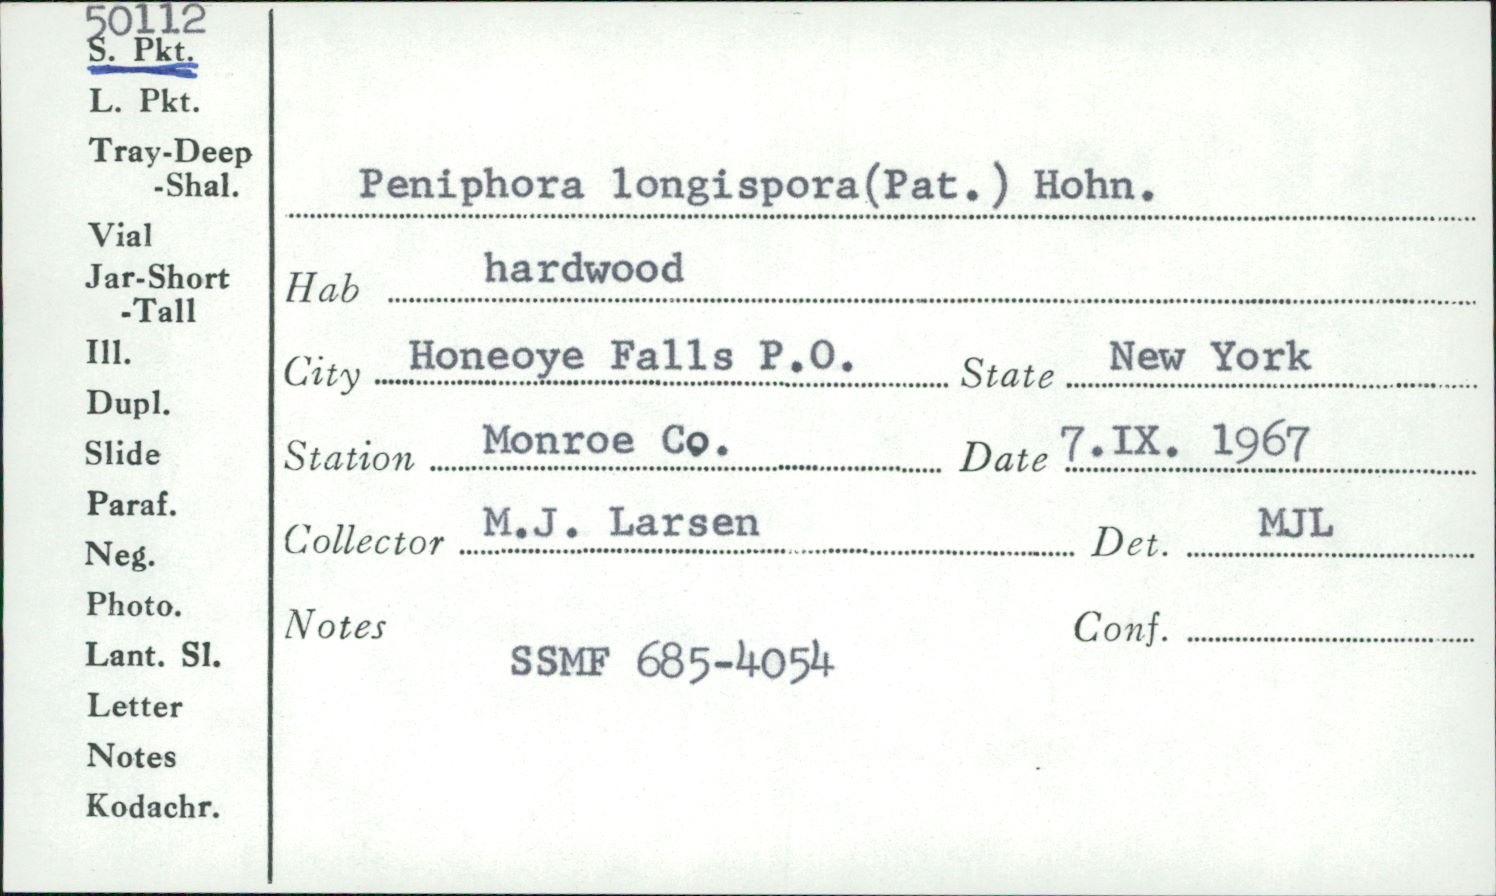 50112
S. Pkt.
L. Pkt.
Tray-Deep
-Shal.
Vial
Jar-Short
-Tall
Ill.
Dupl.
Slide
Paraf.
Neg.
Photo.
Lant. Sl.
Letter
Notes
Kodachr.
Peniphora longispora(Pat.) Hohn.
Hab hardwood
City Honeoye Falls P.O. State New York
Station Monroe Co. Date 7.IX. 1967
Collector M.J. Larsen Det. MJL
Notes Conf.
SSMF 685-4054